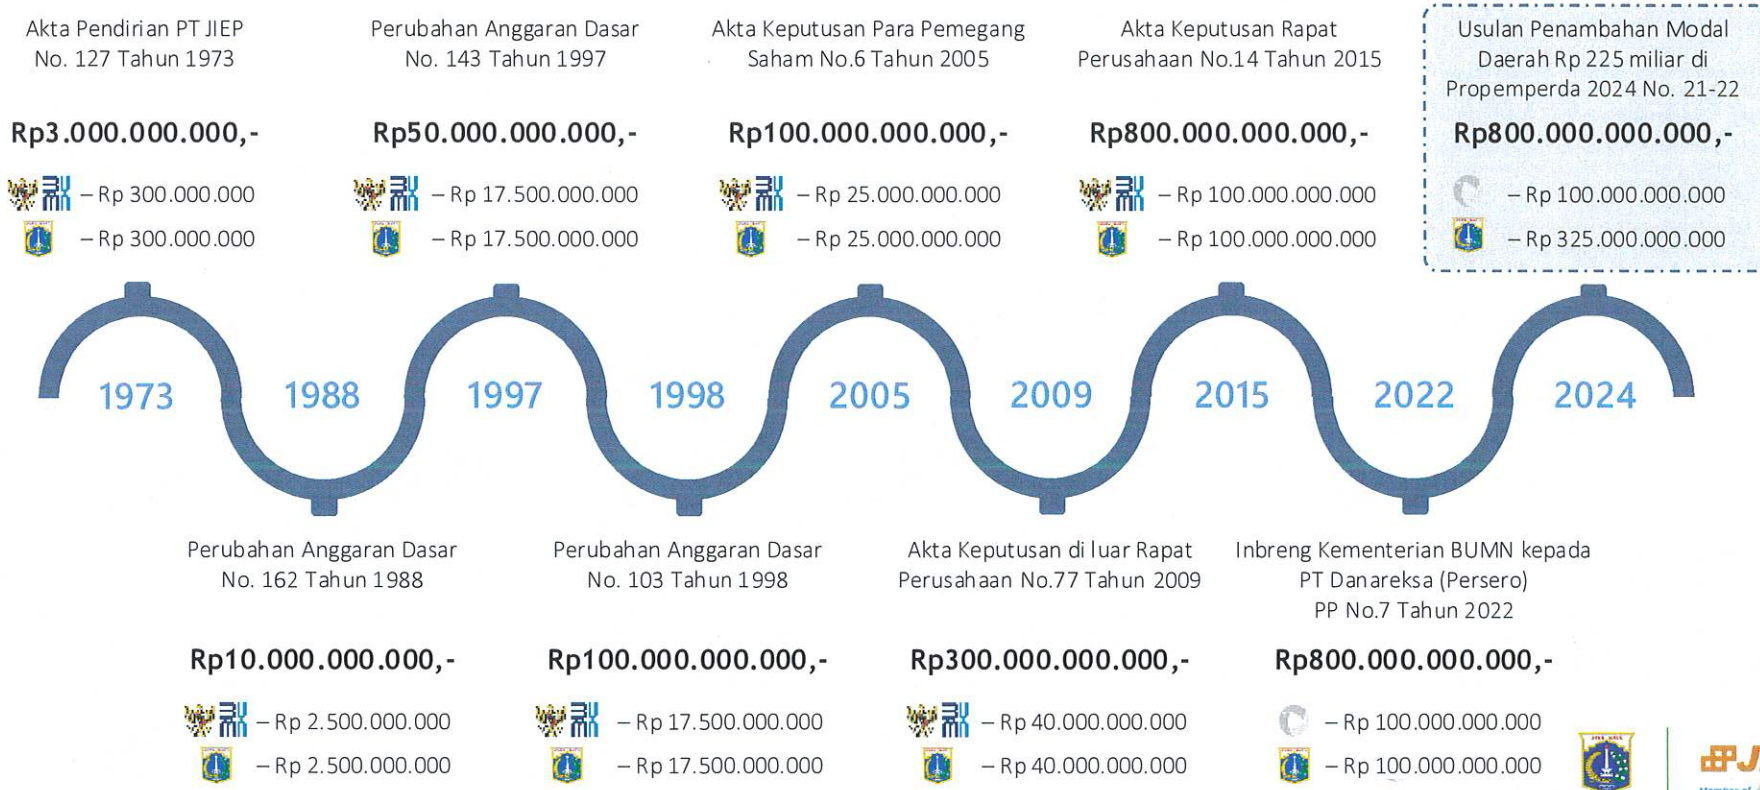 Akta Pendirian PT JIEP
No. 127 Tahun 1973
Rp3.000.000.000,-
– Rp 300.000.000
– Rp 300.000.000
Perubahan Anggaran Dasar
No. 143 Tahun 1997
Rp50.000.000.000,-
– Rp 17.500.000.000
– Rp 17.500.000.000
Akta Keputusan Para Pemegang
Saham No.6 Tahun 2005
Rp100.000.000.000,-
– Rp 25.000.000.000
– Rp 25.000.000.000
Akta Keputusan Rapat
Perusahaan No.14 Tahun 2015
Rp800.000.000.000,-
– Rp 100.000.000.000
– Rp 100.000.000.000
Usulan Penambahan Modal
Daerah Rp 225 miliar di
Propemperda 2024 No. 21-22
Rp800.000.000.000,-
– Rp 100.000.000.000
– Rp 325.000.000.000
1973
1988
1997
1998
2005
2009
2015
2022
2024
Perubahan Anggaran Dasar
No. 162 Tahun 1988
Rp10.000.000.000,-
– Rp 2.500.000.000
– Rp 2.500.000.000
Perubahan Anggaran Dasar
No. 103 Tahun 1998
Rp100.000.000.000,-
– Rp 17.500.000.000
– Rp 17.500.000.000
Akta Keputusan di luar Rapat
Perusahaan No.77 Tahun 2009
Rp300.000.000.000,-
– Rp 40.000.000.000
– Rp 40.000.000.000
Inbreng Kementerian BUMN kepada
PT Danareksa (Persero)
PP No.7 Tahun 2022
Rp800.000.000.000,-
– Rp 100.000.000.000
– Rp 100.000.000.000